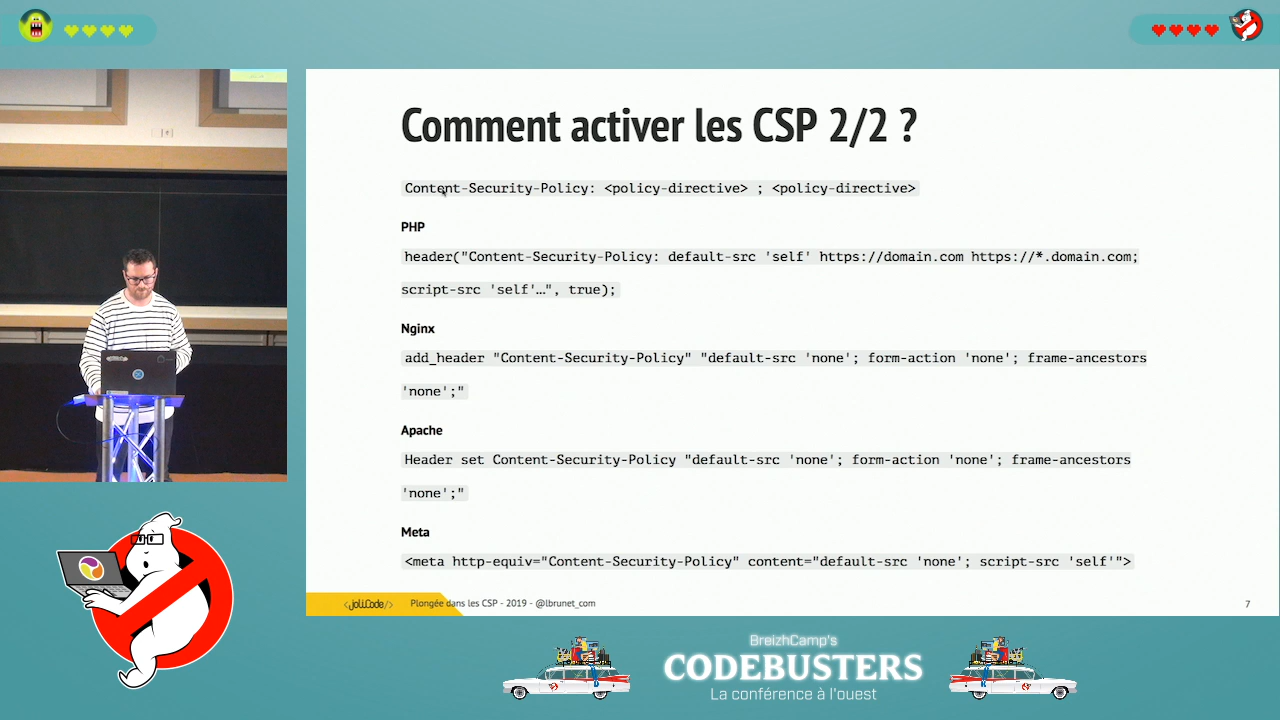 Comment activer les CSP 2/2 ?
Content-Security-Policy: <policy-directive> ; <policy-directive>
PHP
header("Content-Security-Policy: default-src 'self' https://domain.com https://*.domain.com;
script-src 'self'…", true);
Nginx
add_header "Content-Security-Policy" "default-src 'none'; form-action 'none'; frame-ancestors
'none';"
Apache
Header set Content-Security-Policy "default-src 'none'; form-action 'none'; frame-ancestors
'none';"
Meta
<meta http-equiv="Content-Security-Policy" content="default-src 'none'; script-src 'self'">
<joliCode/>
Plongée dans les CSP - 2019 - @lbrunet_com
7
BreizhCamp's
CODEBUSTERS
La conférence à l'ouest